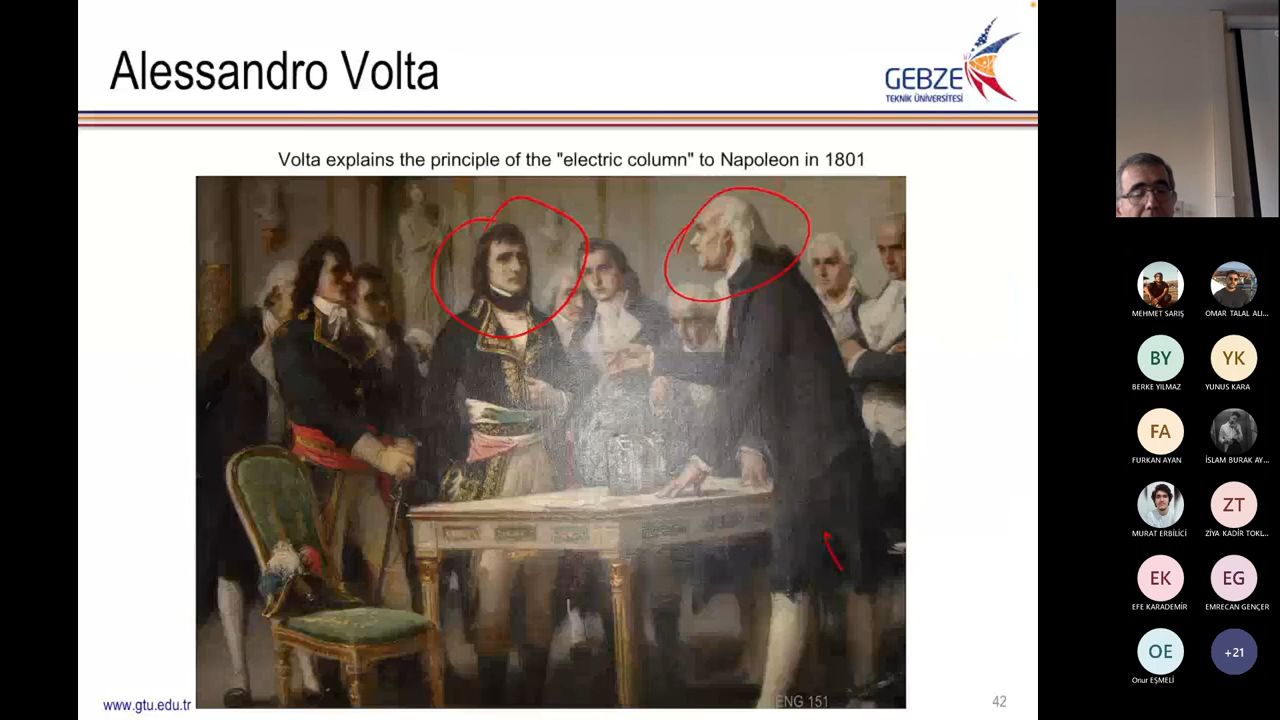 Alessandro Volta
GEBZE
TEKNİK ÜNİVERSİTESİ
Volta explains the principle of the "electric column" to Napoleon in 1801
www.gtu.edu.tr
ENG 151
42
MEHMET SARIŞ
OMAR TALAL ALI...
BY
BERKE YILMAZ
YK
YUNUS KARA
FA
FURKAN AYAN
İSLAM BURAK AY...
MURAT ERBİLİCİ
ZT
ZİYA KADİR TOKL...
EK
EFE KARADEMİR
EG
EMRECAN GENÇER
OE
Onur EŞMELİ
+21